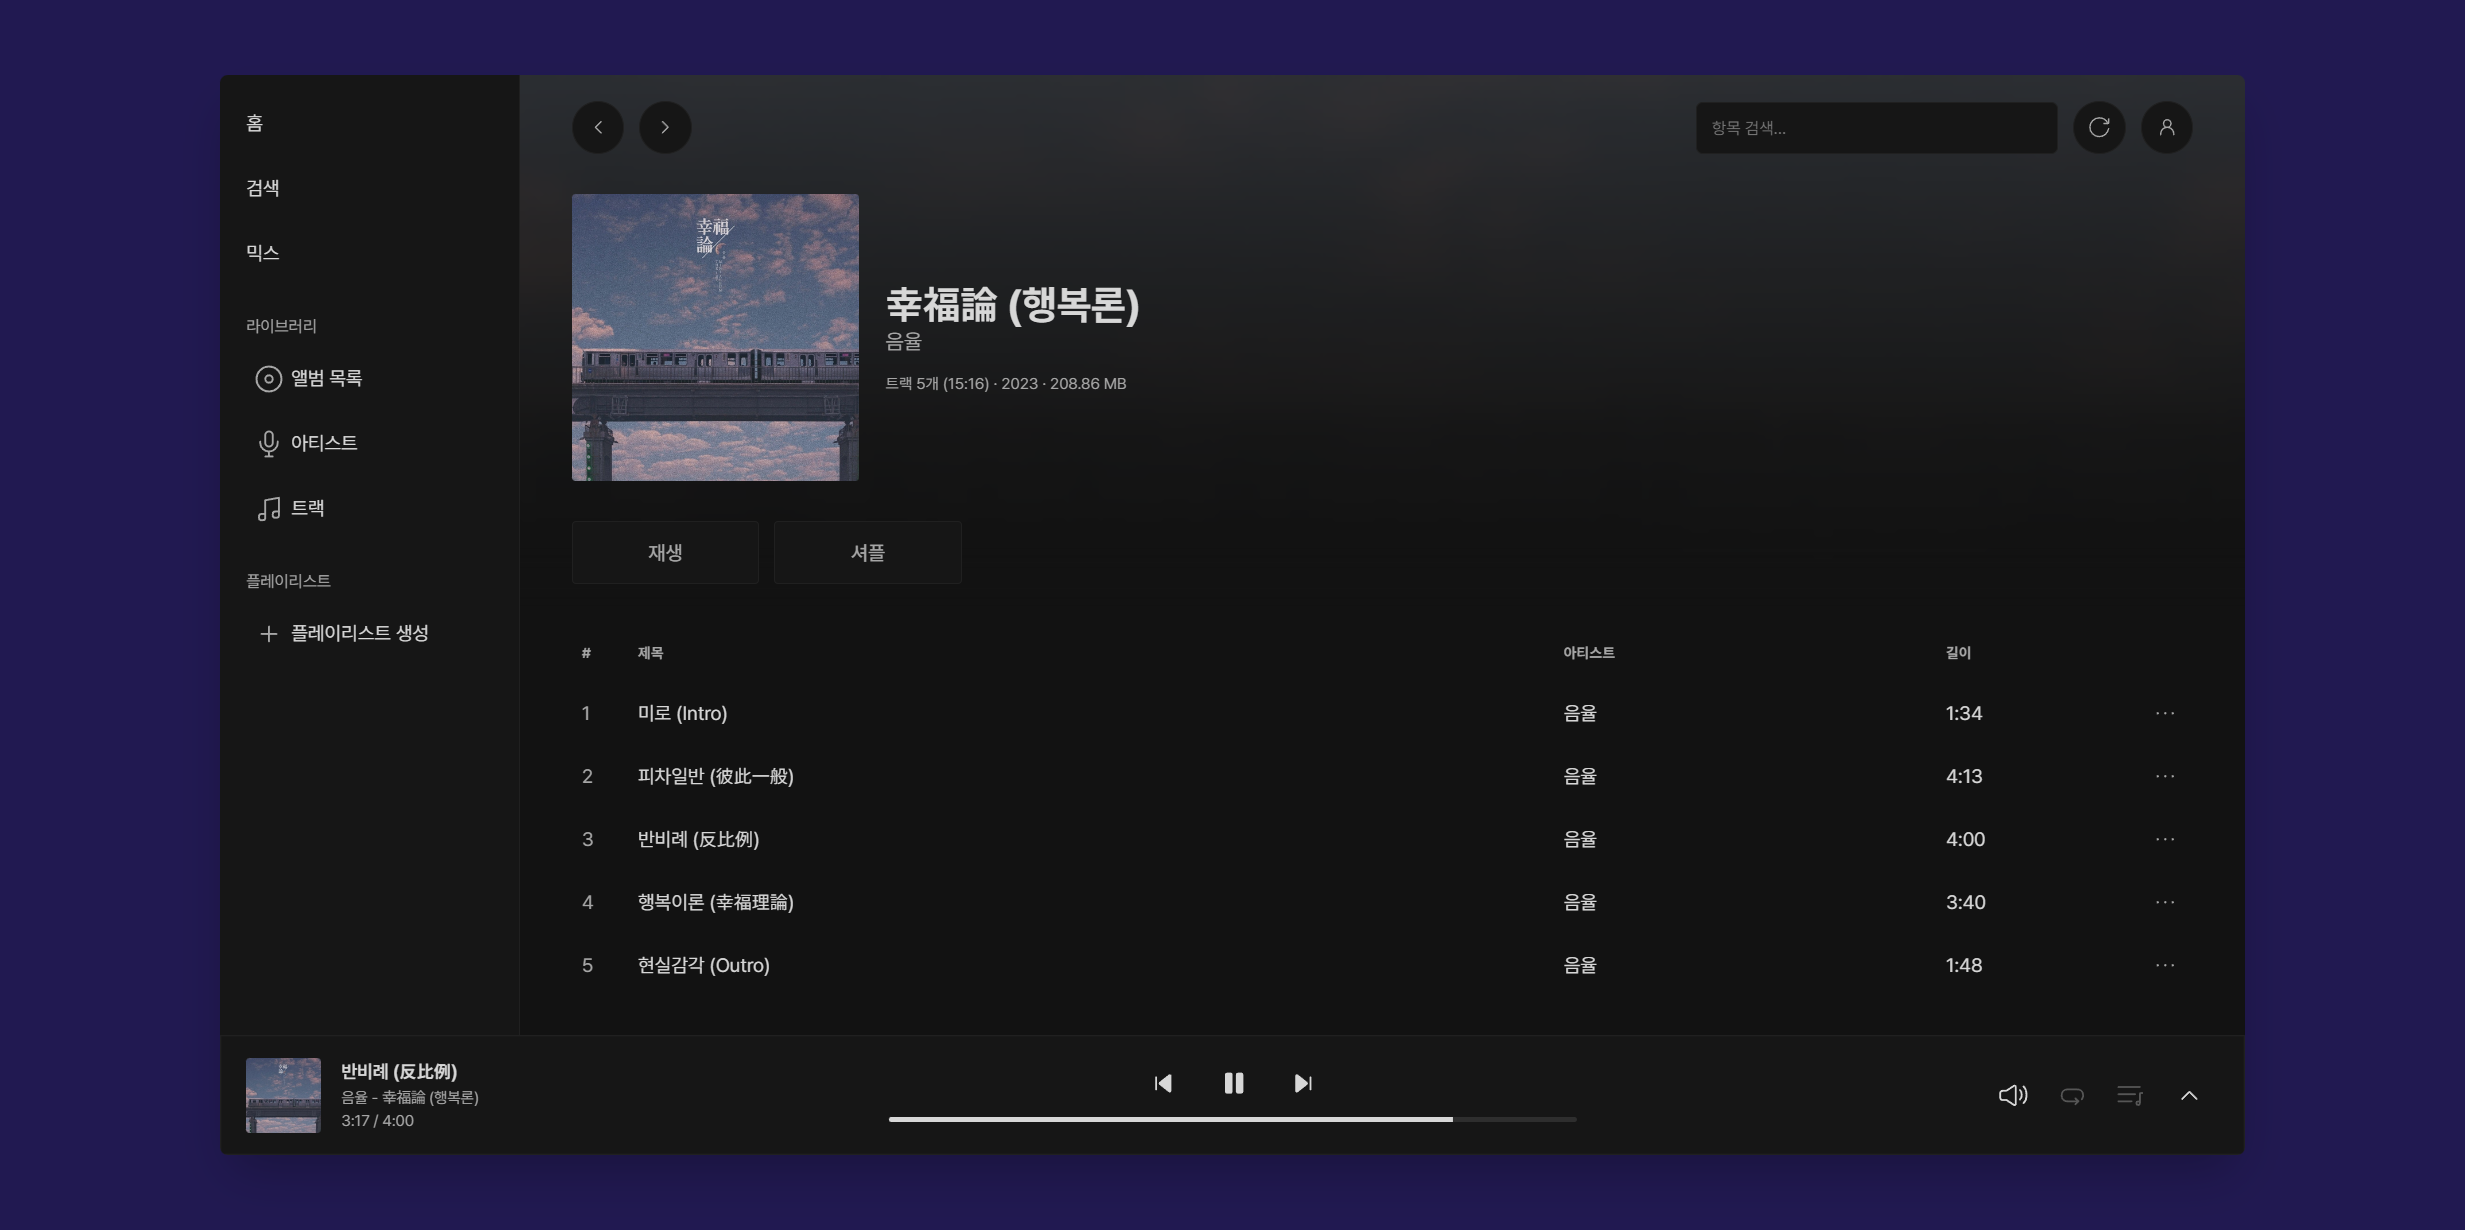 홈
검색
믹스
라이브러리
앨범 목록
아티스트
트랙
플레이리스트
플레이리스트 생성
항목 검색...
幸福
論
幸福論 (행복론)
음율
트랙 5개 (15:16) · 2023 · 208.86 MB
재생
셔플
# 제목 아티스트 길이
1 미로 (Intro) 음율 1:34 ···
2 피차일반 (彼此一般) 음율 4:13 ···
3 반비례 (反比例) 음율 4:00 ···
4 행복이론 (幸福理論) 음율 3:40 ···
5 현실감각 (Outro) 음율 1:48 ···
반비례 (反比例)
음율 - 幸福論 (행복론)
3:17 / 4:00